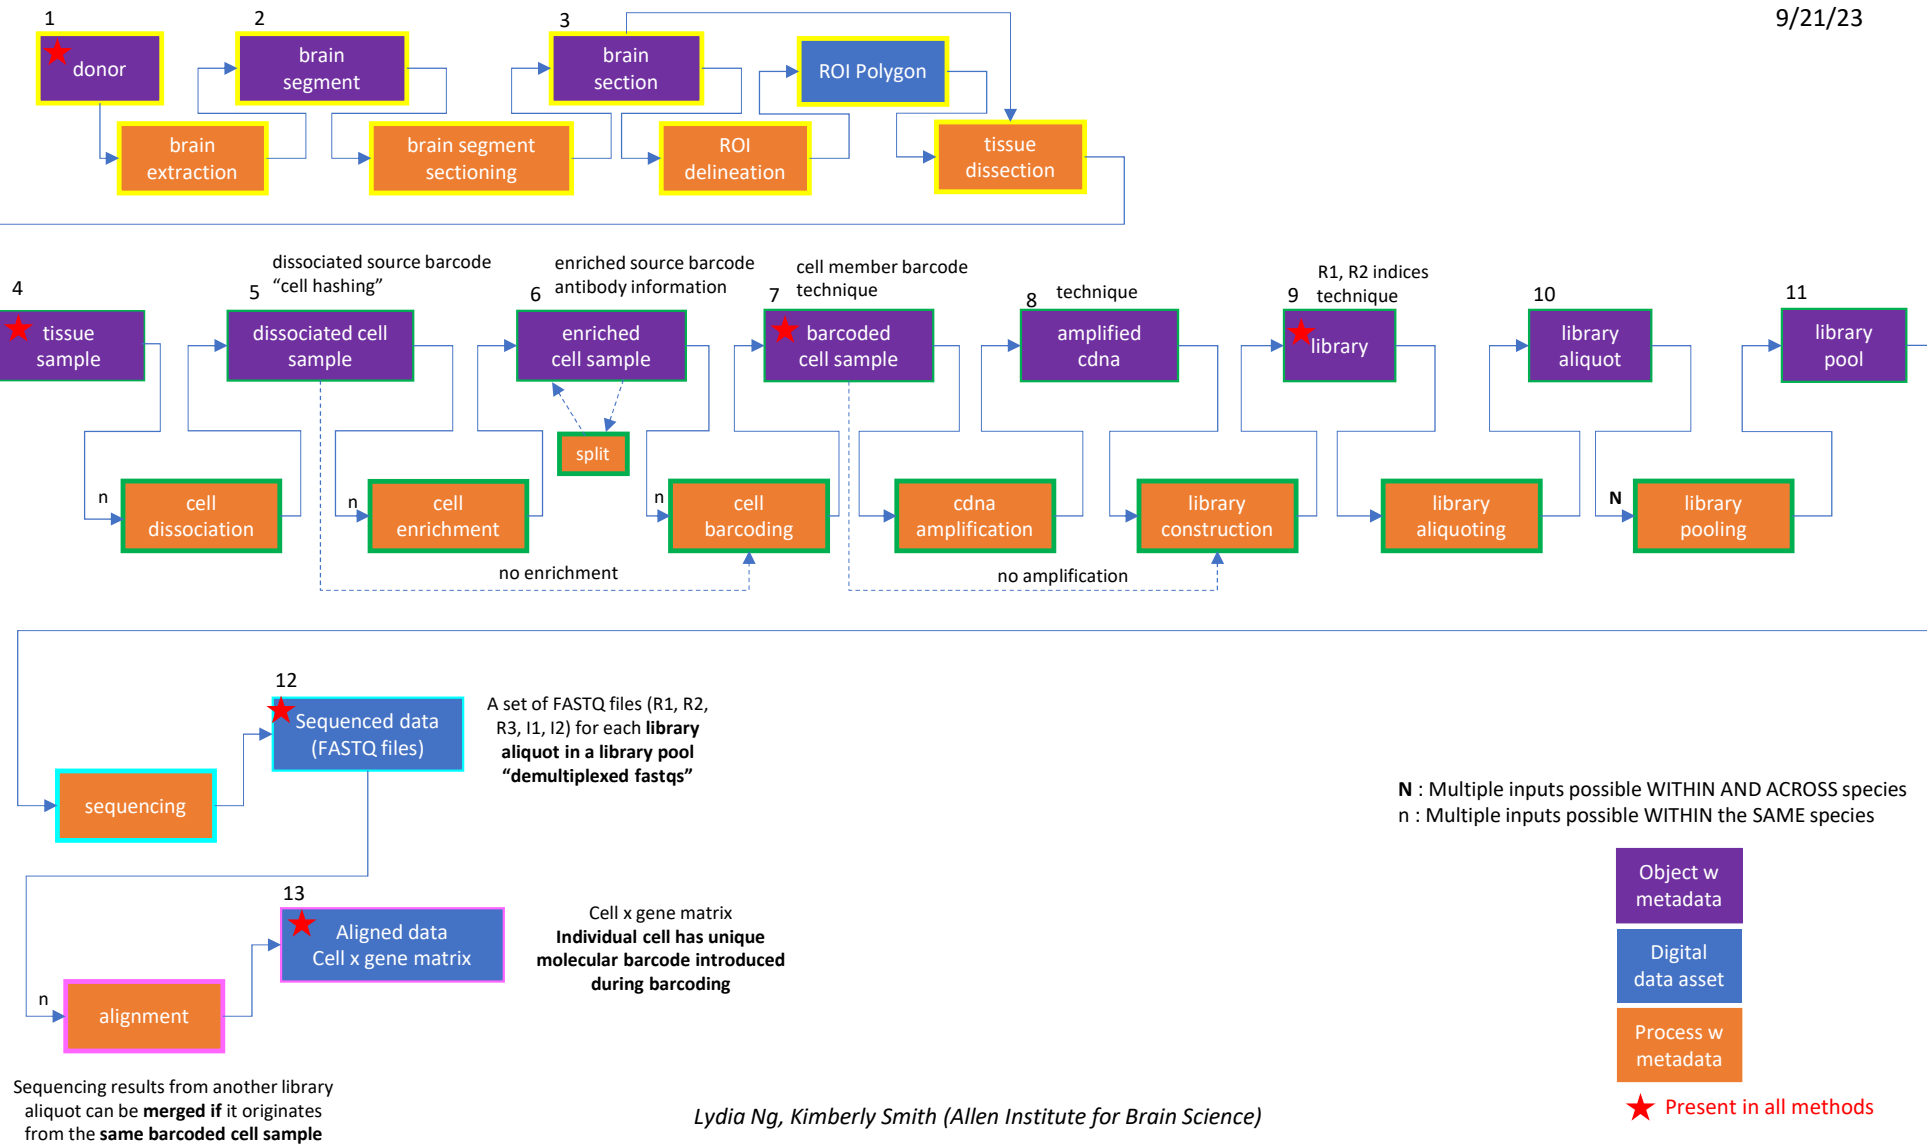 9/21/23
1
2
3
donor
brain
segment
brain
section
ROI Polygon
brain
extraction
brain segment
sectioning
ROI
delineation
tissue
dissection
dissociated source barcode
“cell hashing”
enriched source barcode
antibody information
cell member barcode
technique
technique
R1, R2 indices
technique
4
5
6
7
8
9
10
11
tissue
sample
dissociated cell
sample
enriched
cell sample
barcoded
cell sample
amplified
cdna
library
library
aliquot
library
pool
split
n
cell
dissociation
n
cell
enrichment
n
cell
barcoding
cdna
amplification
library
construction
library
aliquoting
N
library
pooling
no enrichment
no amplification
12
Sequenced data
(FASTQ files)
A set of FASTQ files (R1, R2,
R3, I1, I2) for each library
aliquot in a library pool
“demultiplexed fastqs”
sequencing
N : Multiple inputs possible WITHIN AND ACROSS species
n : Multiple inputs possible WITHIN the SAME species
13
Aligned data
Cell x gene matrix
Cell x gene matrix
Individual cell has unique
molecular barcode introduced
during barcoding
n
alignment
Object w
metadata
Digital
data asset
Process w
metadata
Present in all methods
Sequencing results from another library
aliquot can be merged if it originates
from the same barcoded cell sample
Lydia Ng, Kimberly Smith (Allen Institute for Brain Science)